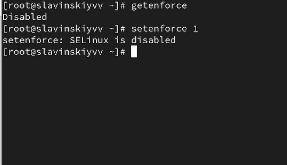 [root@slavinskiyvv ~]# getenforce
Disabled
[root@slavinskiyvv ~]# setenforce 1
setenforce: SELinux is disabled
[root@slavinskiyvv ~]#